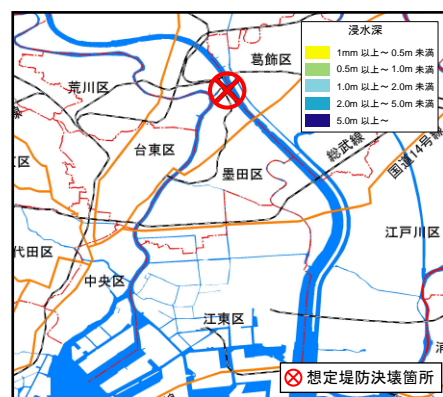 浸水深
1mm 以上～ 0.5m 未満
0.5m 以上～ 1.0m 未満
1.0m 以上～ 2.0m 未満
2.0m 以上～ 5.0m 未満
5.0m 以上～
葛飾区
荒川区
台東区
墨田区
総武線
国道14号線
江戸川区
代田区
中央区
江東区
想定堤防決壊箇所